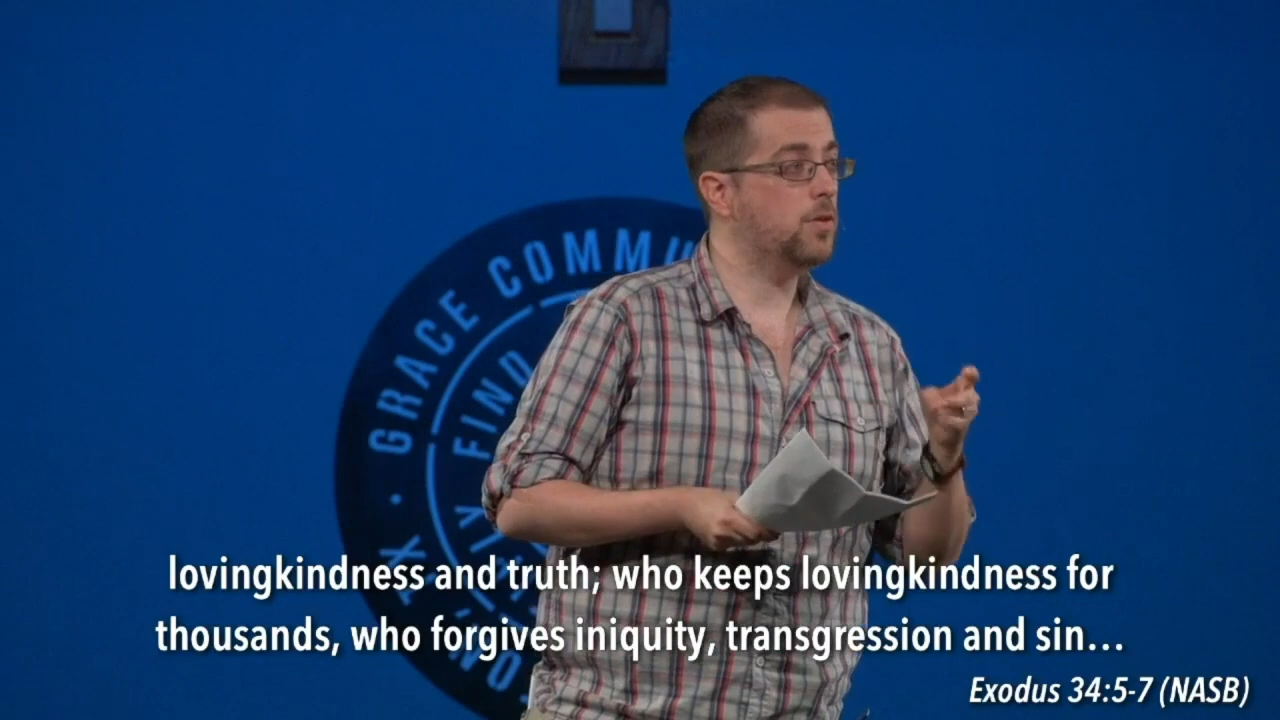 GRACE COMMU
FIND
lovingkindness and truth; who keeps lovingkindness for
thousands, who forgives iniquity, transgression and sin...
Exodus 34:5-7 (NASB)